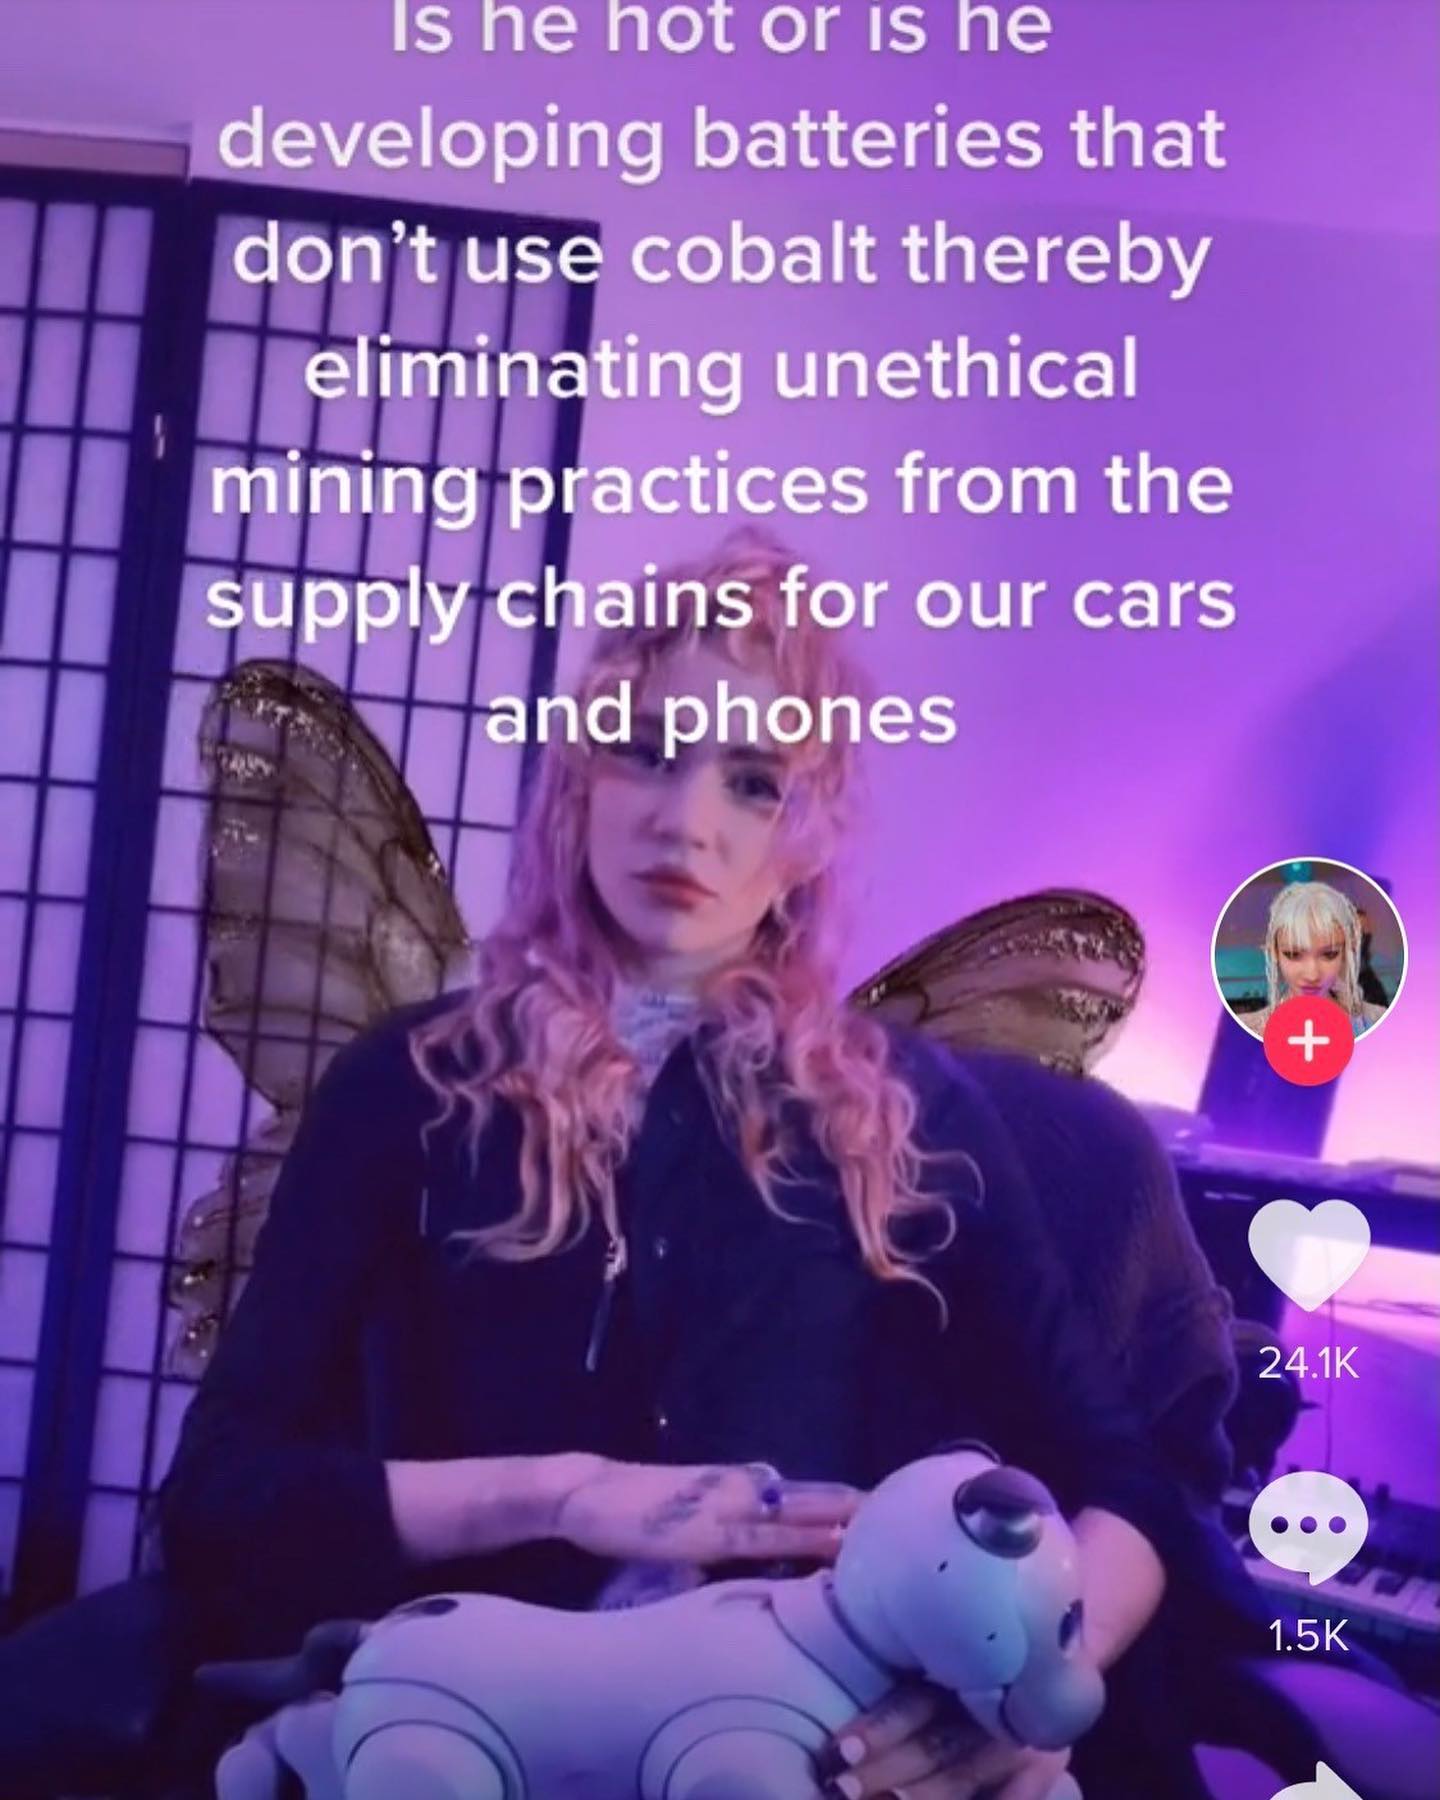 Is he hot or is he
developing batteries that
don’t use cobalt thereby
eliminating unethical
mining practices from the
supply chains for our cars
and phones
24.1K
1.5K